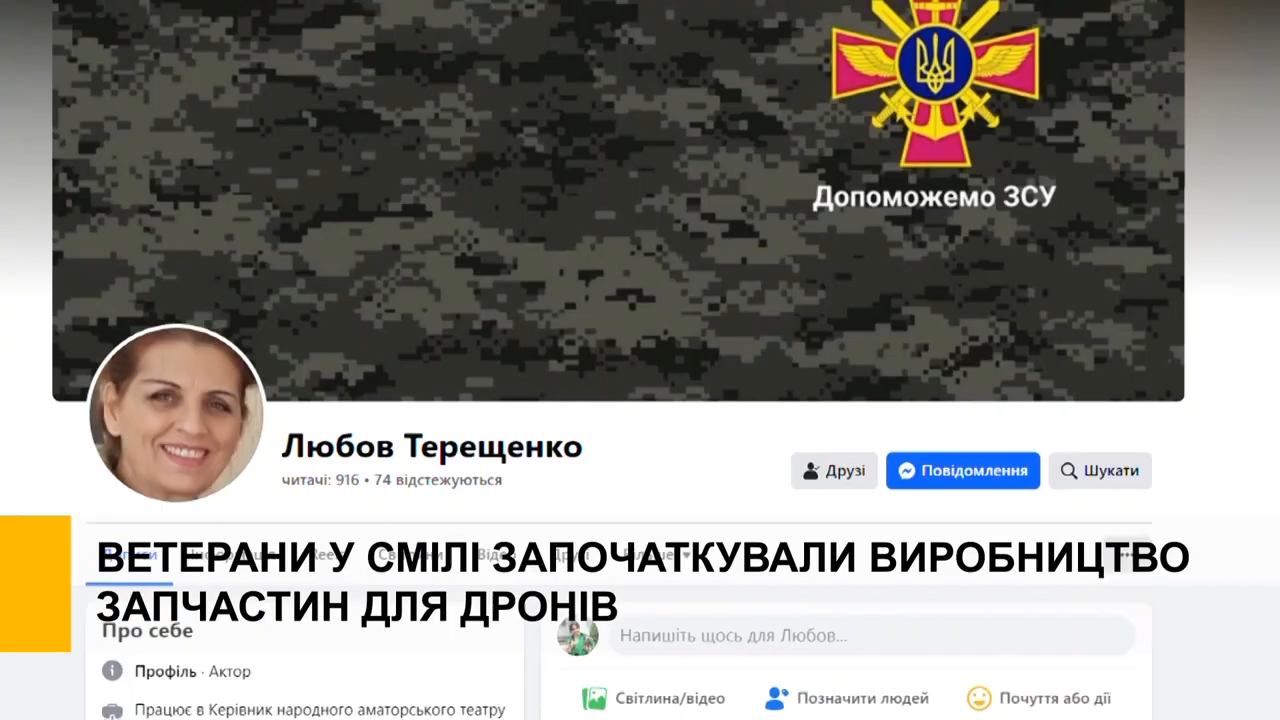 Допоможемо ЗСУ
Любов Терещенко
читачі: 916 • 74 відстежуються
Друзі
Повідомлення
Шукати
ВЕТЕРАНИ У СМІЛІ ЗАПОЧАТКУВАЛИ ВИРОБНИЦТВО
ЗАПЧАСТИН ДЛЯ ДРОНІВ
Про себе
Напишіть щось для Любов...
Профіль · Актор
Світлина/відео
Позначити людей
Почуття або дії
Працює в Керівник народного аматорського театру